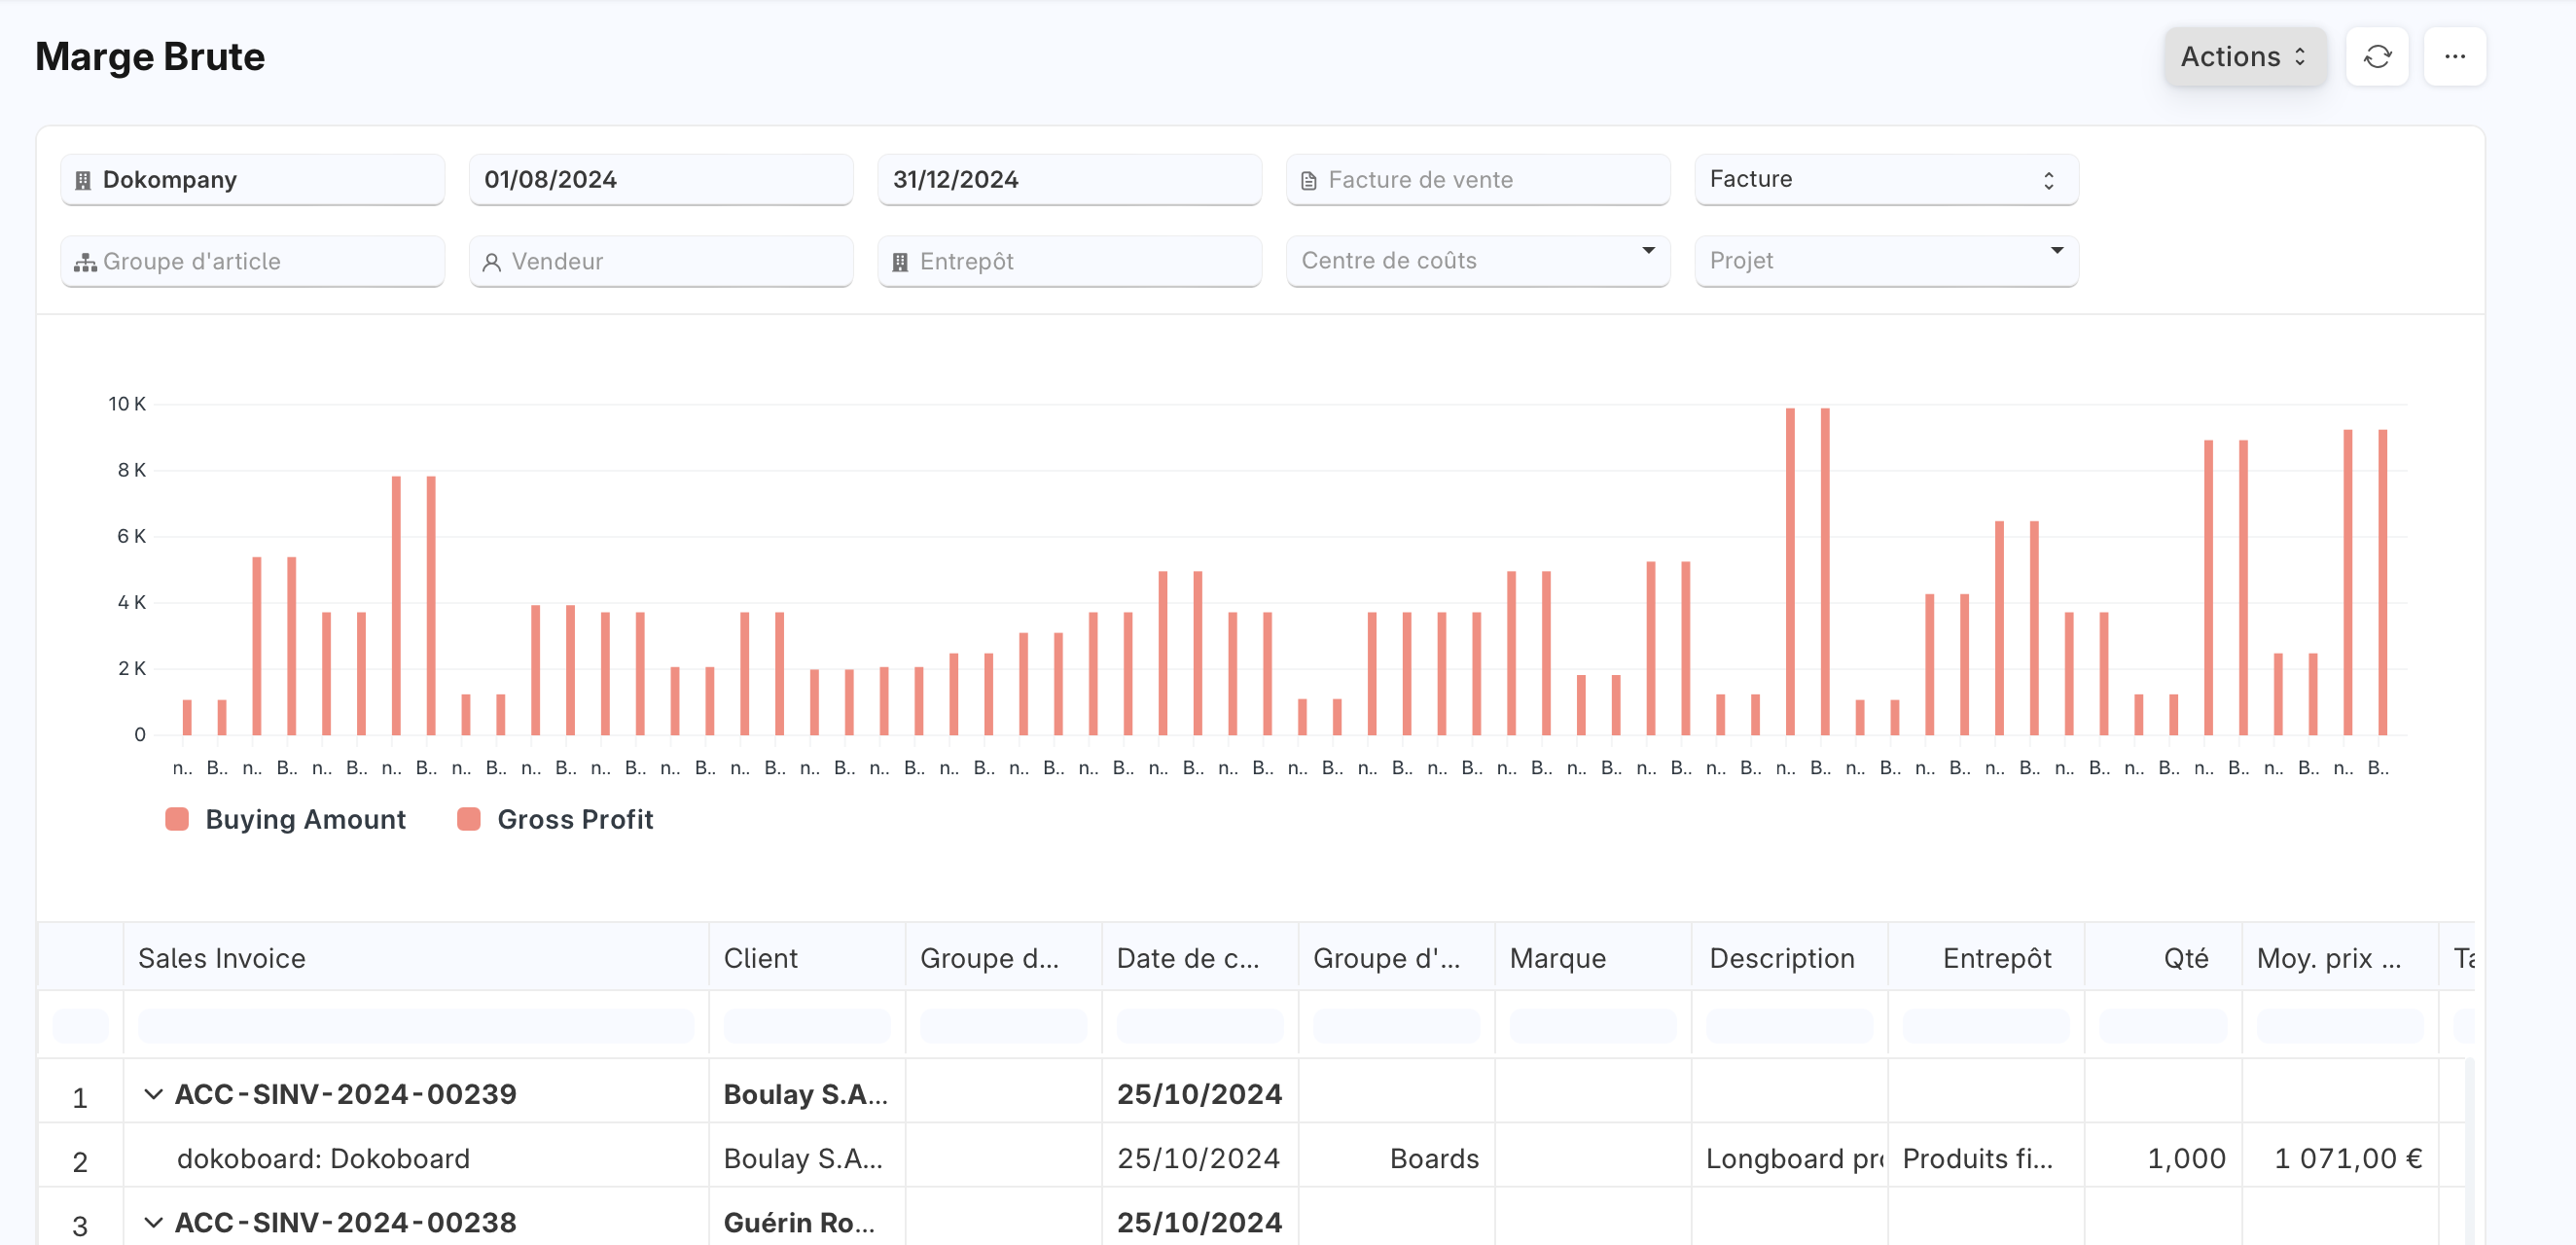 Marge Brute
Actions
Dokompany 01/08/2024 31/12/2024 Facture de vente Facture
Groupe d'article Vendeur Entrepôt Centre de coûts Projet
10 K
8 K
6 K
4 K
2 K
0
n.. B.. n.. B.. n.. B.. n.. B.. n.. B.. n.. B.. n.. B.. n.. B.. n.. B.. n.. B.. n.. B.. n.. B.. n.. B.. n.. B.. n.. B.. n.. B.. n.. B.. n.. B.. n.. B.. n.. B.. n.. B.. n.. B.. n.. B.. n.. B.. n.. B.. n.. B.. n.. B.. n.. B.. n.. B.. n.. B.. n.. B.. n.. B..
Buying Amount Gross Profit
Sales Invoice Client Groupe d... Date de c... Groupe d'... Marque Description Entrepôt Qté Moy. prix ... Ta
1 ACC-SINV-2024-00239 Boulay S.A... 25/10/2024
2 dokoboard: Dokoboard Boulay S.A... 25/10/2024 Boards Longboard pro Produits fi... 1,000 1 071,00 €
3 ACC-SINV-2024-00238 Guérin Ro... 25/10/2024